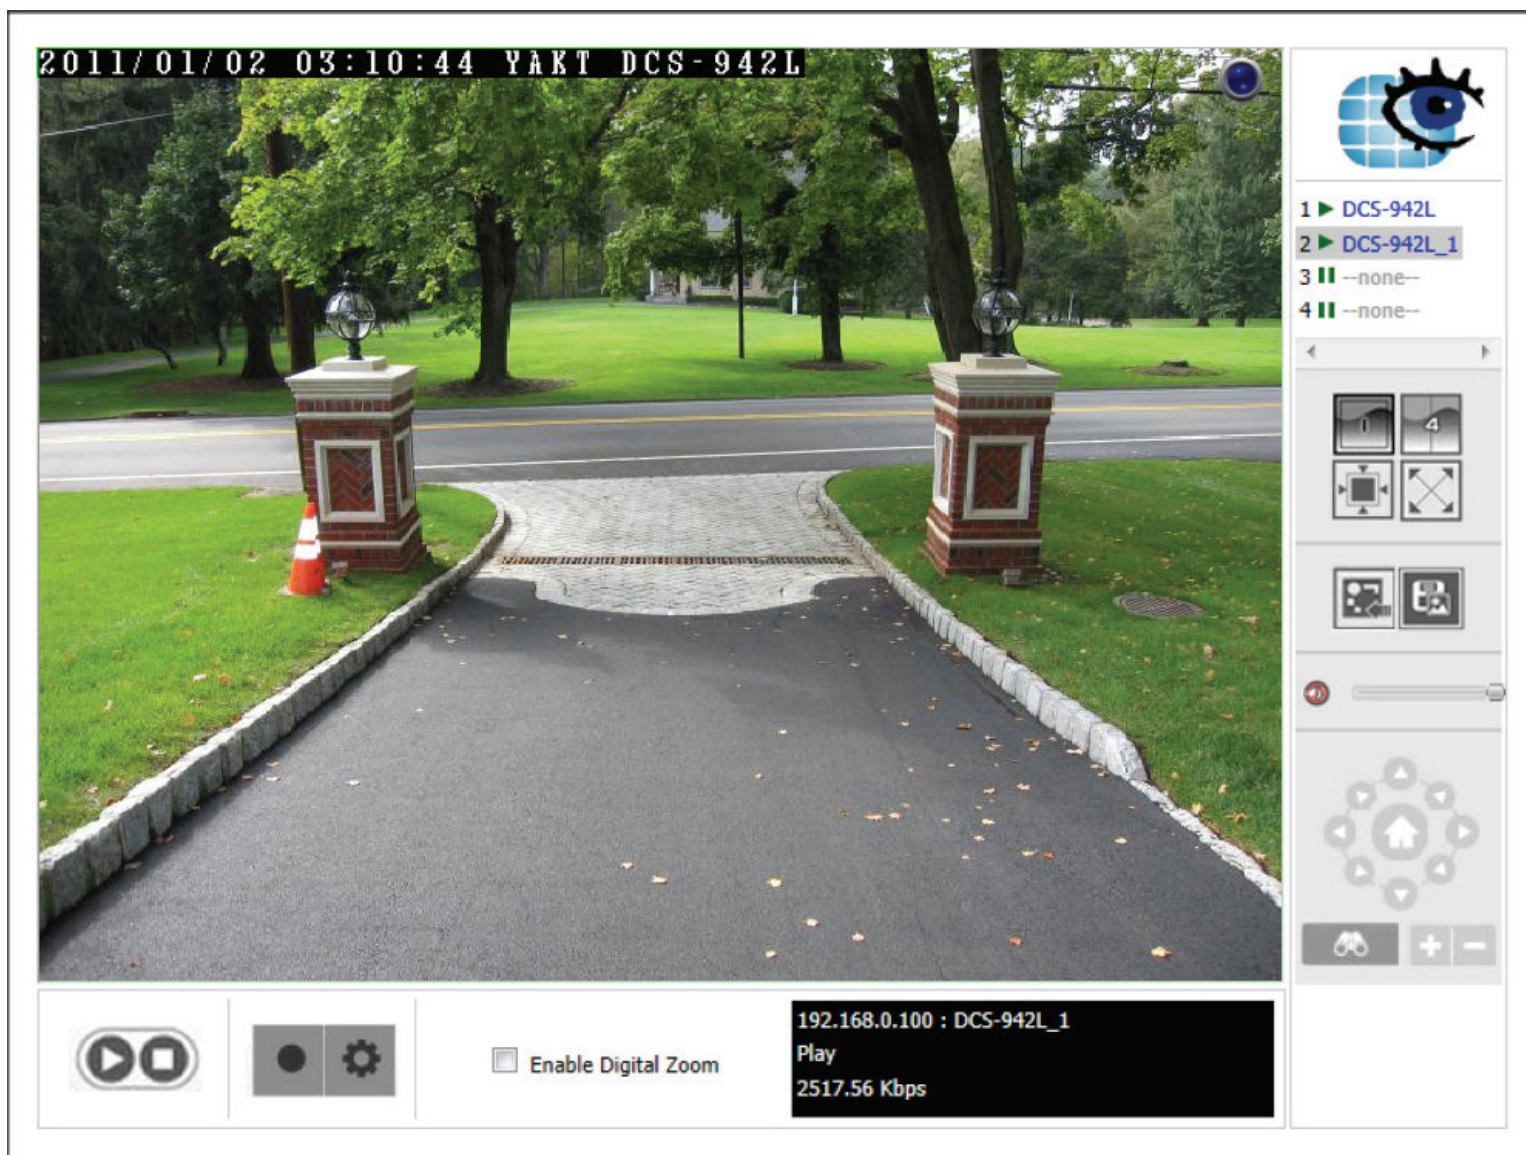 2011/01/02 03:10:44 YAKT DCS-942L
1 DCS-942L
2 DCS-942L_1
3 --none--
4 --none--
1
4
Enable Digital Zoom
192.168.0.100 : DCS-942L_1
Play
2517.56 Kbps